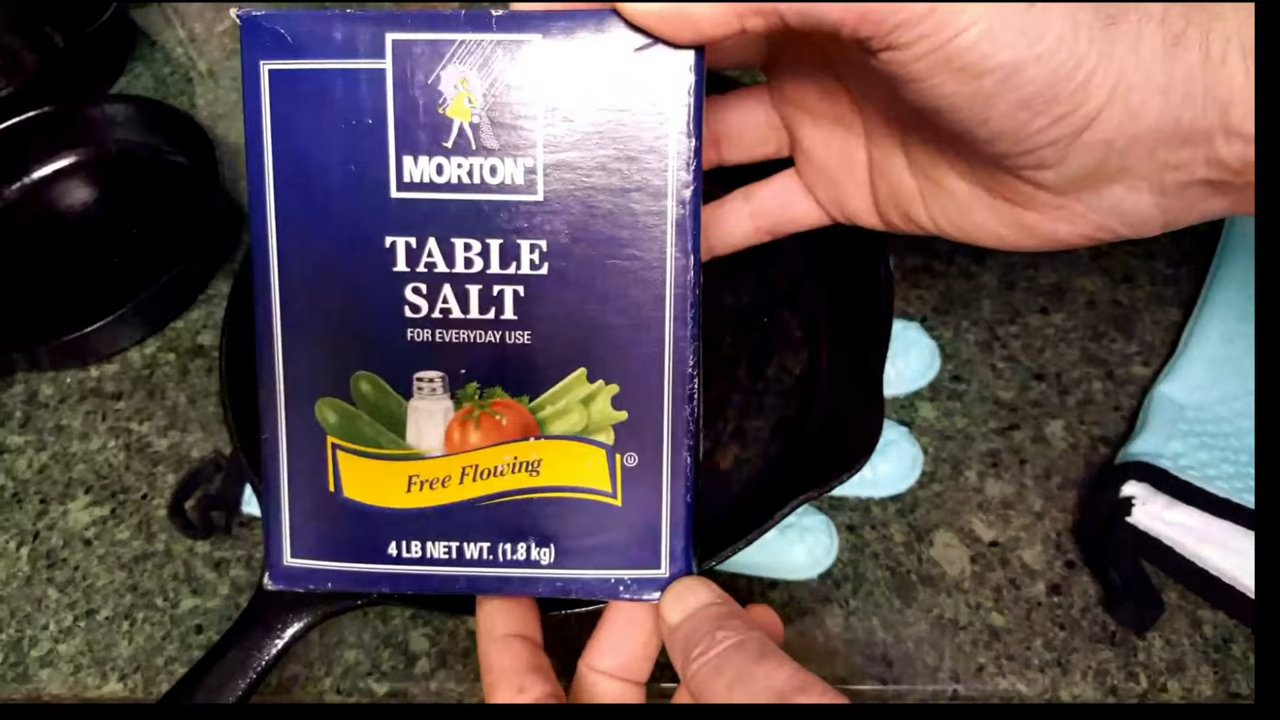 MORTON®
TABLE
SALT
FOR EVERYDAY USE
Free Flowing
U
4 LB NET WT. (1.8 kg)